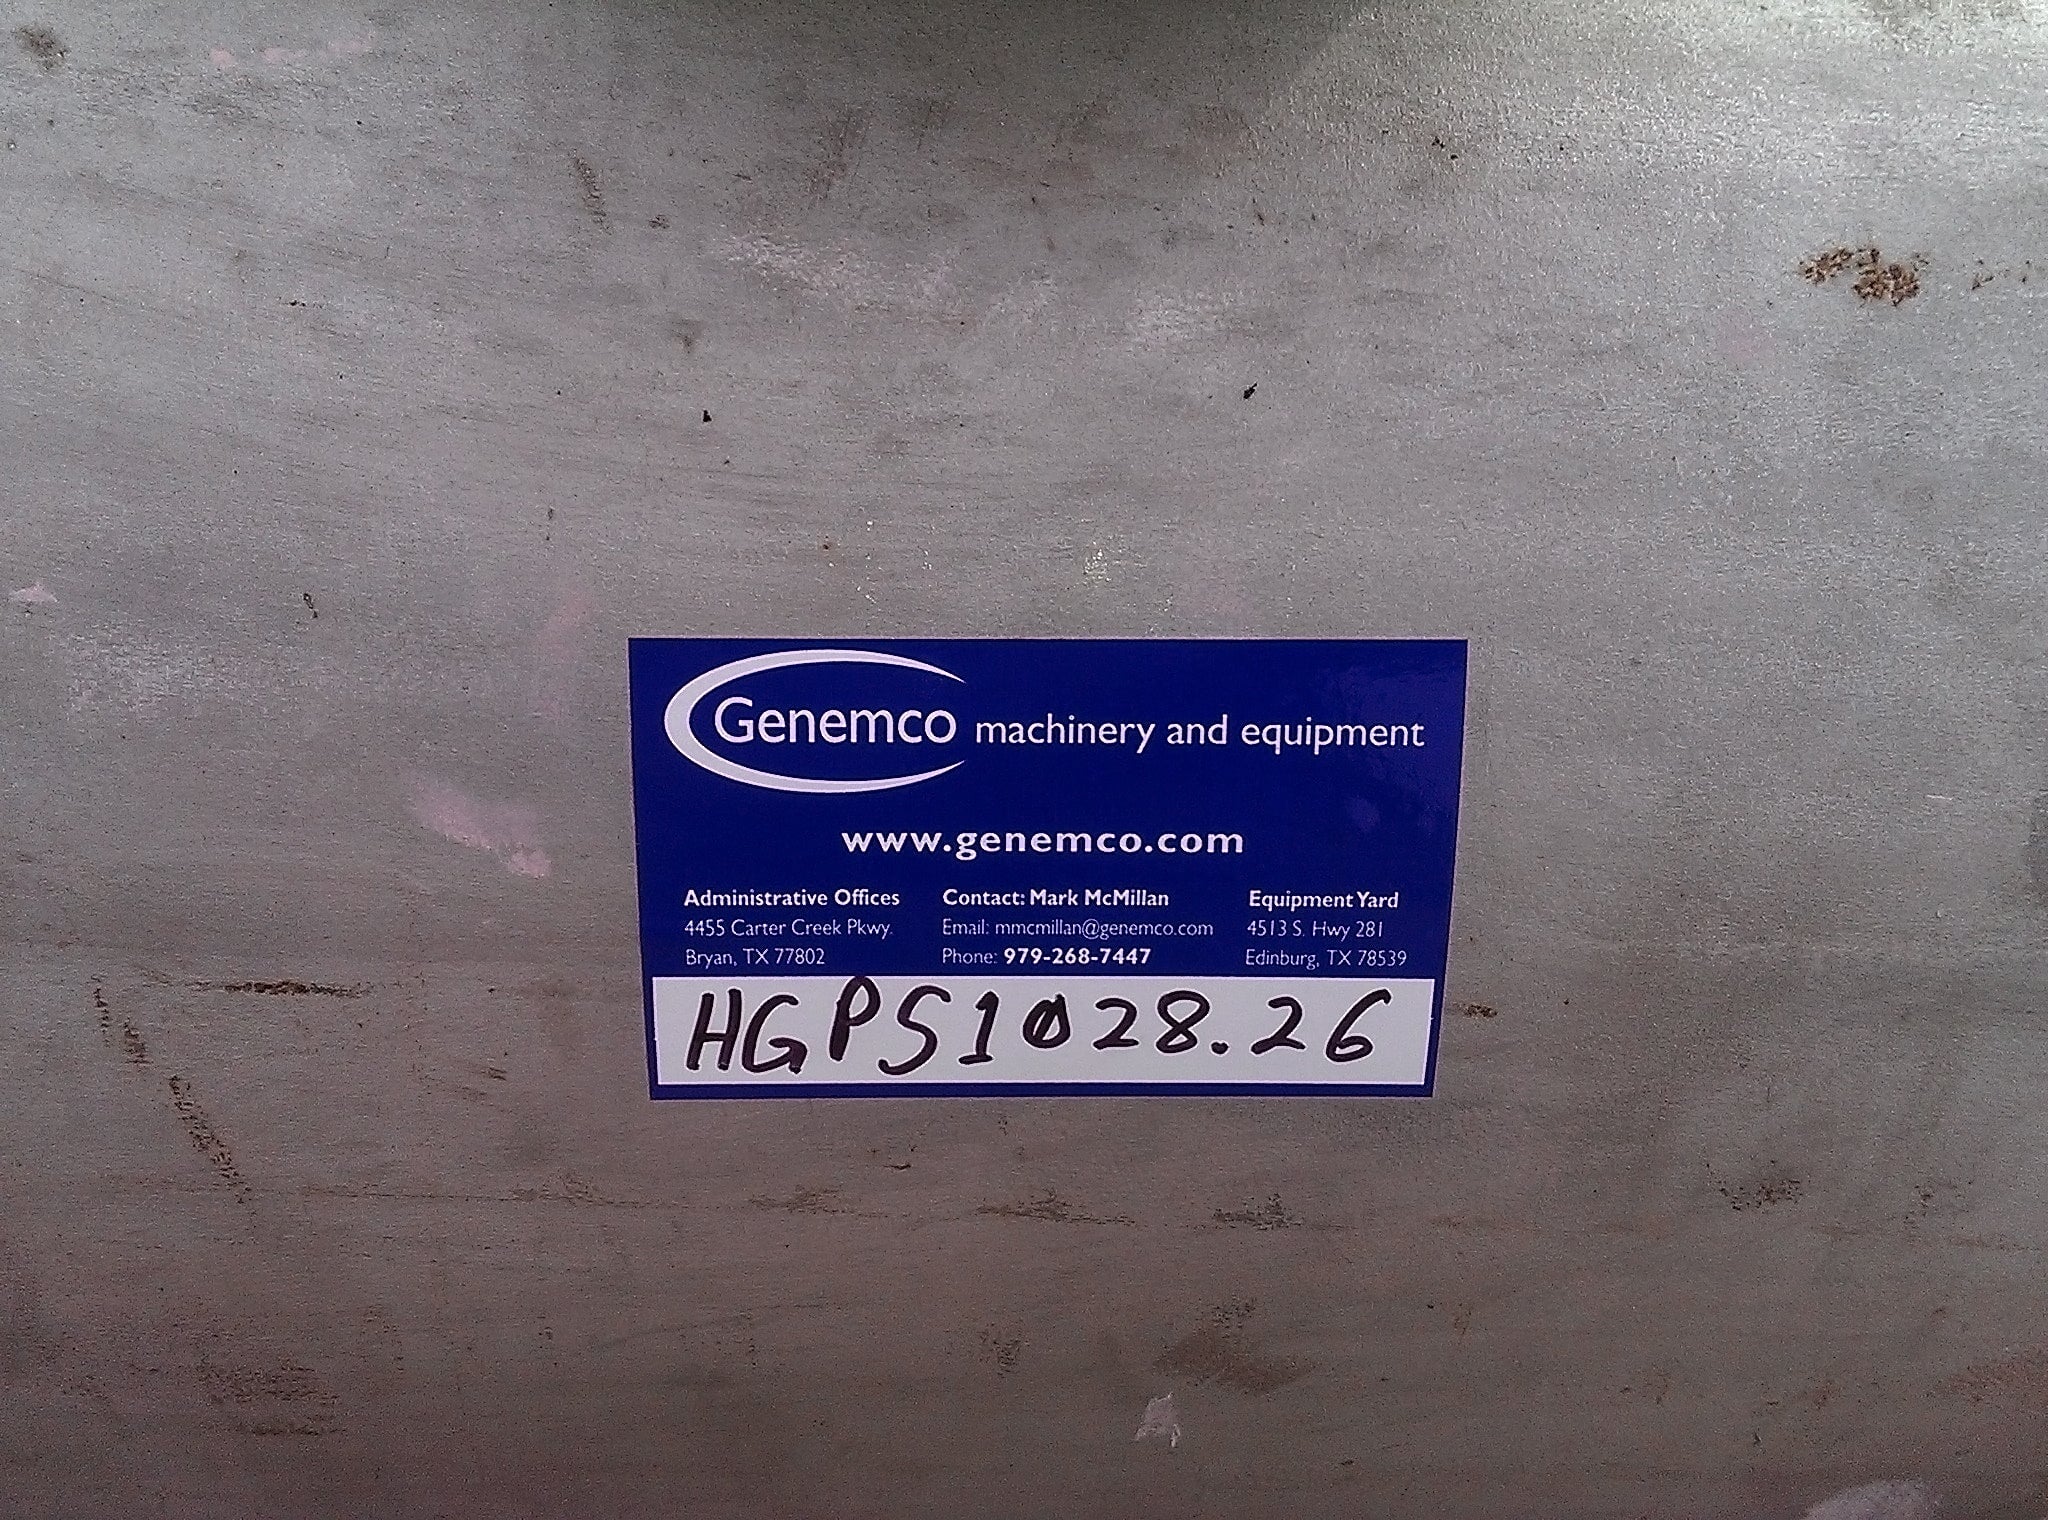 Genemco machinery and equipment
www.genemco.com
Administrative Offices
4455 Carter Creek Pkwy.
Bryan, TX 77802
Contact: Mark McMillan
Email: mmcmillan@genemco.com
Phone: 979-268-7447
Equipment Yard
4513 S. Hwy 281
Edinburg, TX 78539
HGPS1028.26